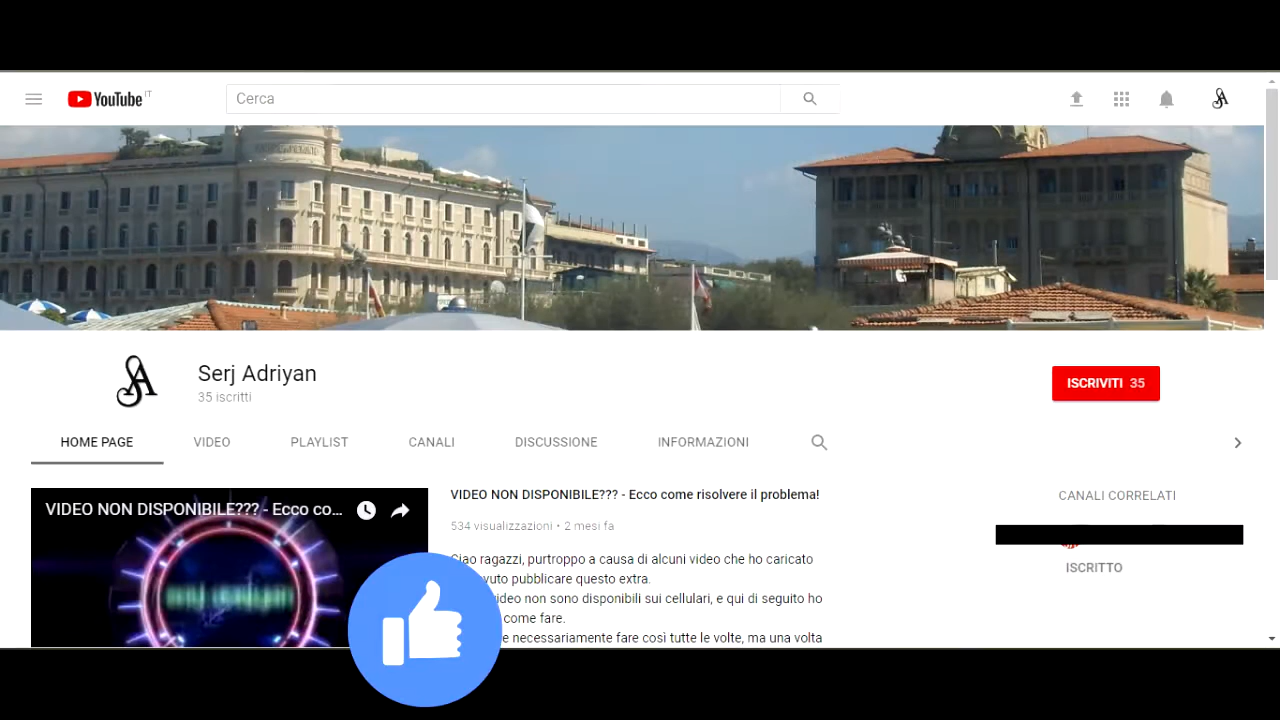 YouTube IT
Cerca
Serj Adriyan
35 iscritti
ISCRIVITI 35
HOME PAGE VIDEO PLAYLIST CANALI DISCUSSIONE INFORMAZIONI
VIDEO NON DISPONIBILE??? - Ecco co...
VIDEO NON DISPONIBILE??? - Ecco come risolvere il problema!
534 visualizzazioni • 2 mesi fa
Ciao ragazzi, purtroppo a causa di alcuni video che ho caricato
vuto pubblicare questo extra.
ideo non sono disponibili sui cellulari, e qui di seguito ho
come fare.
e necessariamente fare così tutte le volte, ma una volta
CANALI CORRELATI
ISCRITTO